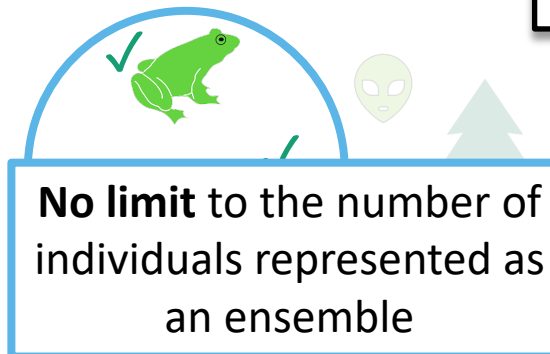 No limit to the number of
individuals represented as
an ensemble